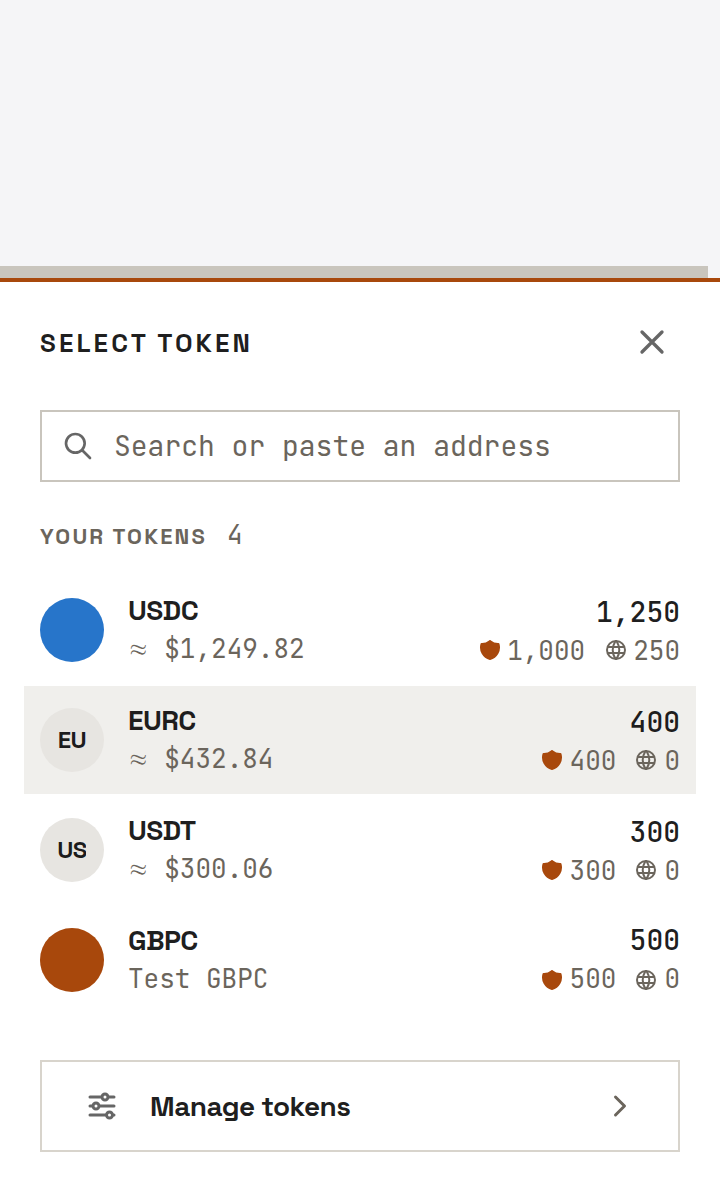 SELECT TOKEN
Search or paste an address
YOUR TOKENS 4
USDC 1,250
≈ $1,249.82 1,000 250
EU EURC 400
≈ $432.84 400 0
US USDT 300
≈ $300.06 300 0
GBPC 500
Test GBPC 500 0
Manage tokens